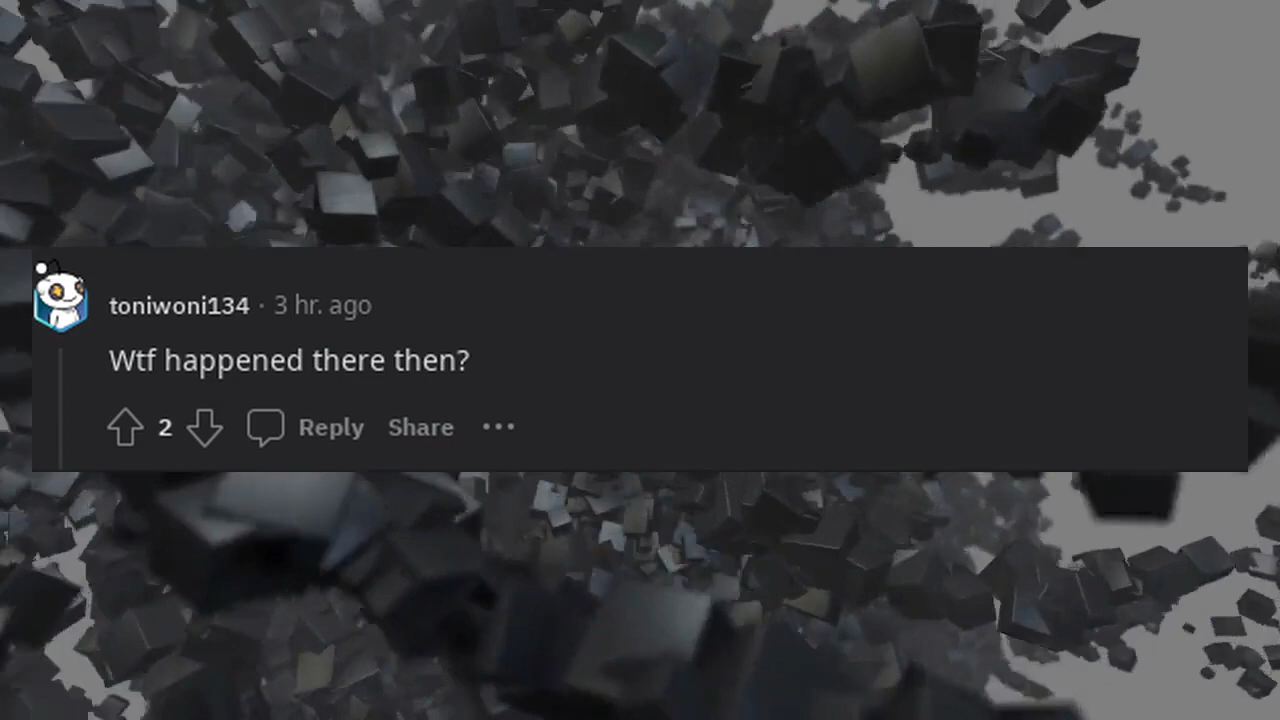 toniwoni134 · 3 hr. ago
Wtf happened there then?
2 Reply Share •••